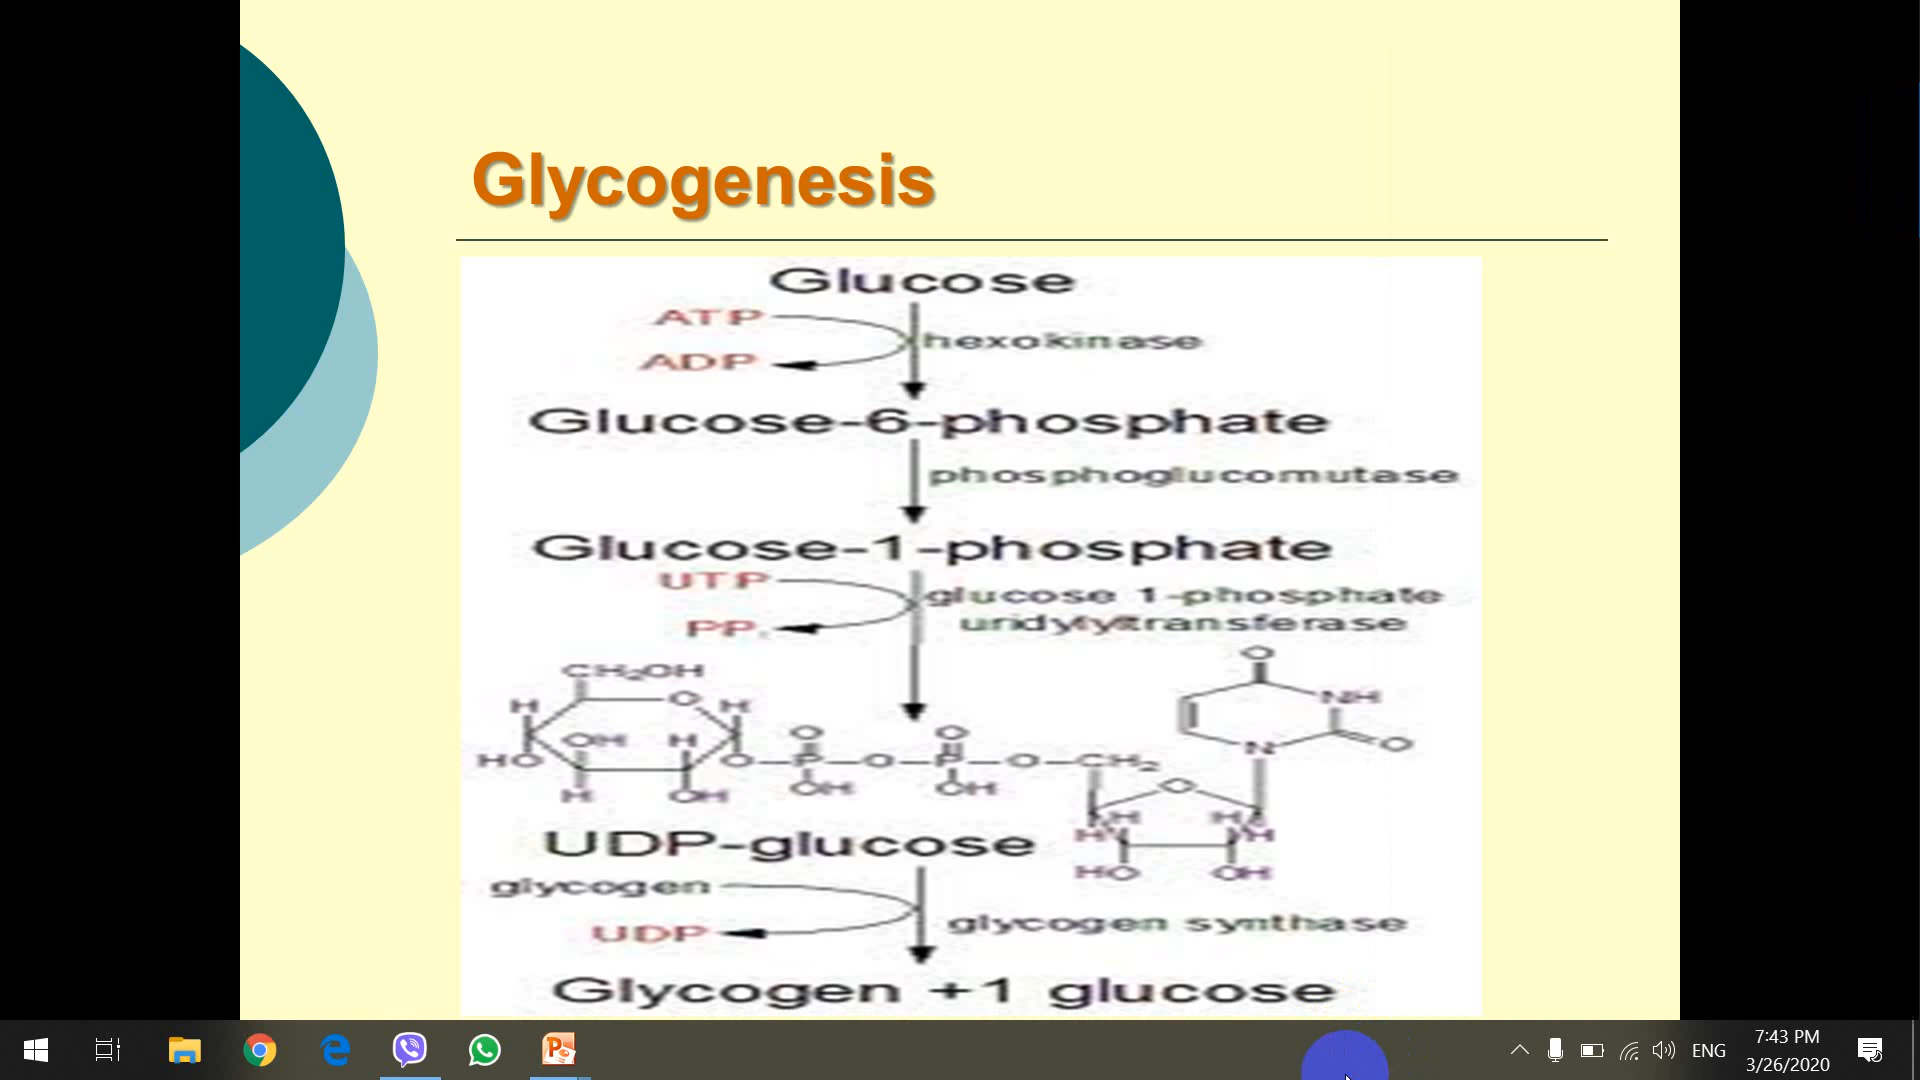 Glycogenesis
Glucose
ATP
hexokinase
ADP
Glucose-6-phosphate
phosphoglucomutase
Glucose-1-phosphate
UTP
glucose 1-phosphate
uridylyltransferase
PPi
O
CH₂OH
NH
H O H
O O
OH H
N O
HO O-P-O-P-O-CH₂
OH OH O
H OH
H H
H H
UDP-glucose
HO OH
glycogen
glycogen synthase
UDP
Glycogen +1 glucose
ENG
7:43 PM
3/26/2020